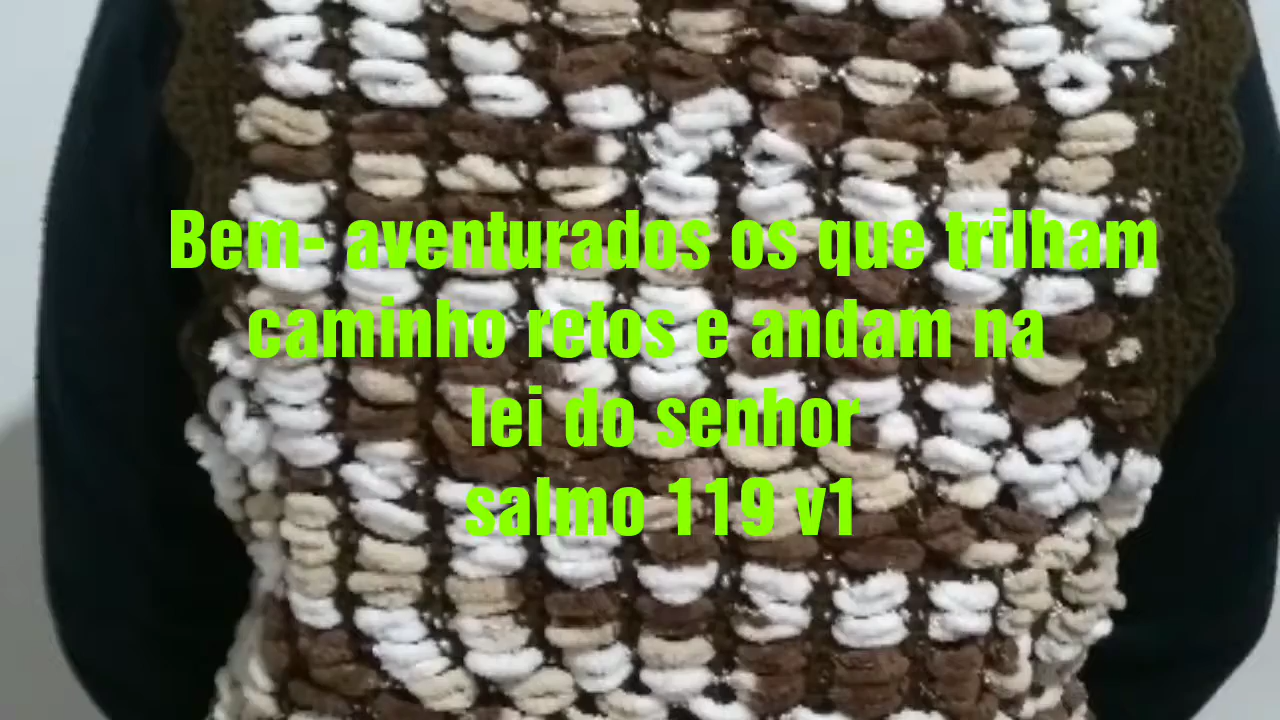 Bem- aventurados os que trilham
caminho retos e andam na
lei do senhor
salmo 119 v1